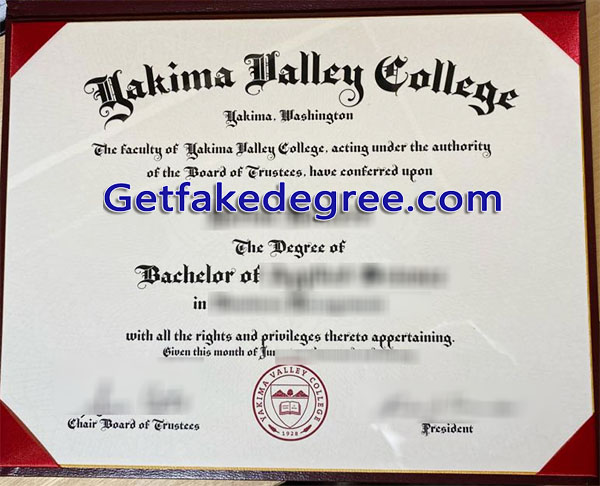 Yakima Valley College
Yakima, Washington
The faculty of Yakima Valley College, acting under the authority
of the Board of Trustees, have conferred upon
Getfakedegree.com
The Degree of
Bachelor of
in
with all the rights and privileges thereto appertaining.
Given this month of Jun
YAKIMA VALLEY COLLEGE
1928
Chair Board of Trustees
President